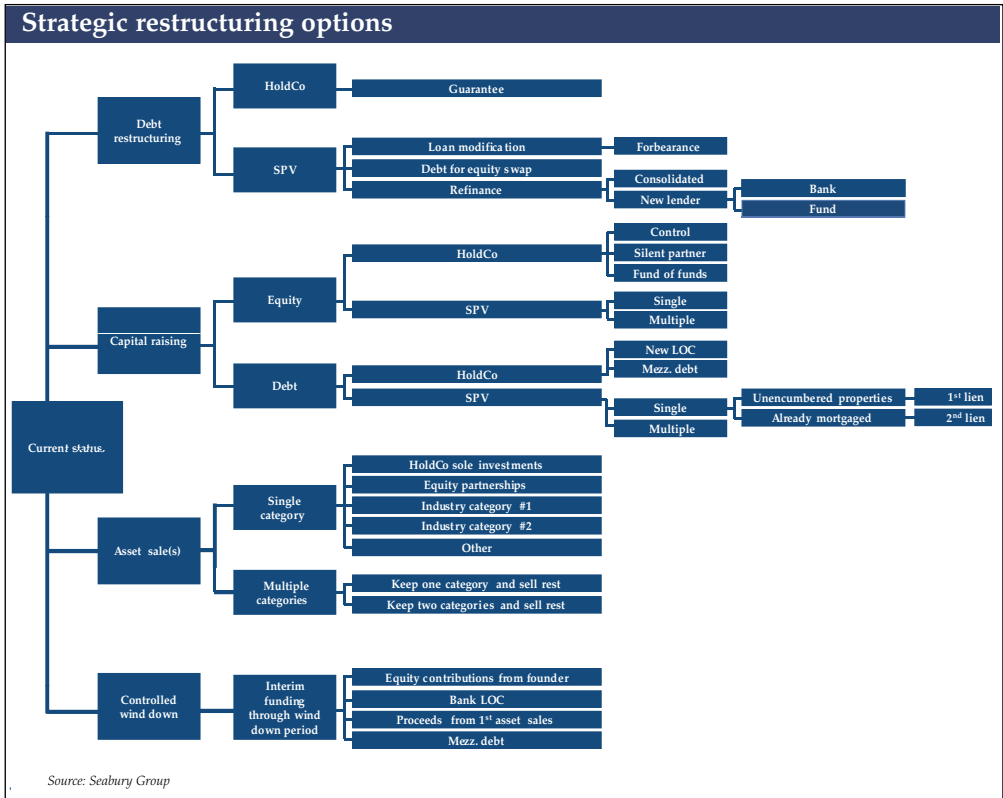 Strategic restructuring options
HoldCo
Guarantee
Debt
restructuring
SPV
Loan modification
Forbearance
Debt for equity swap
Refinance
Consolidated
New lender
Bank
Fund
Capital raising
Equity
HoldCo
Control
Silent partner
Fund of funds
SPV
Single
Multiple
Debt
HoldCo
New LOC
Mezz. debt
SPV
Single
Unencumbered properties
1st lien
Already mortgaged
2nd lien
Multiple
Current status.
Asset sale(s)
Single
category
HoldCo sole investments
Equity partnerships
Industry category #1
Industry category #2
Other
Multiple
categories
Keep one category and sell rest
Keep two categories and sell rest
Controlled
wind down
Interim
funding
through wind
down period
Equity contributions from founder
Bank LOC
Proceeds from 1st asset sales
Mezz. debt
Source: Seabury Group